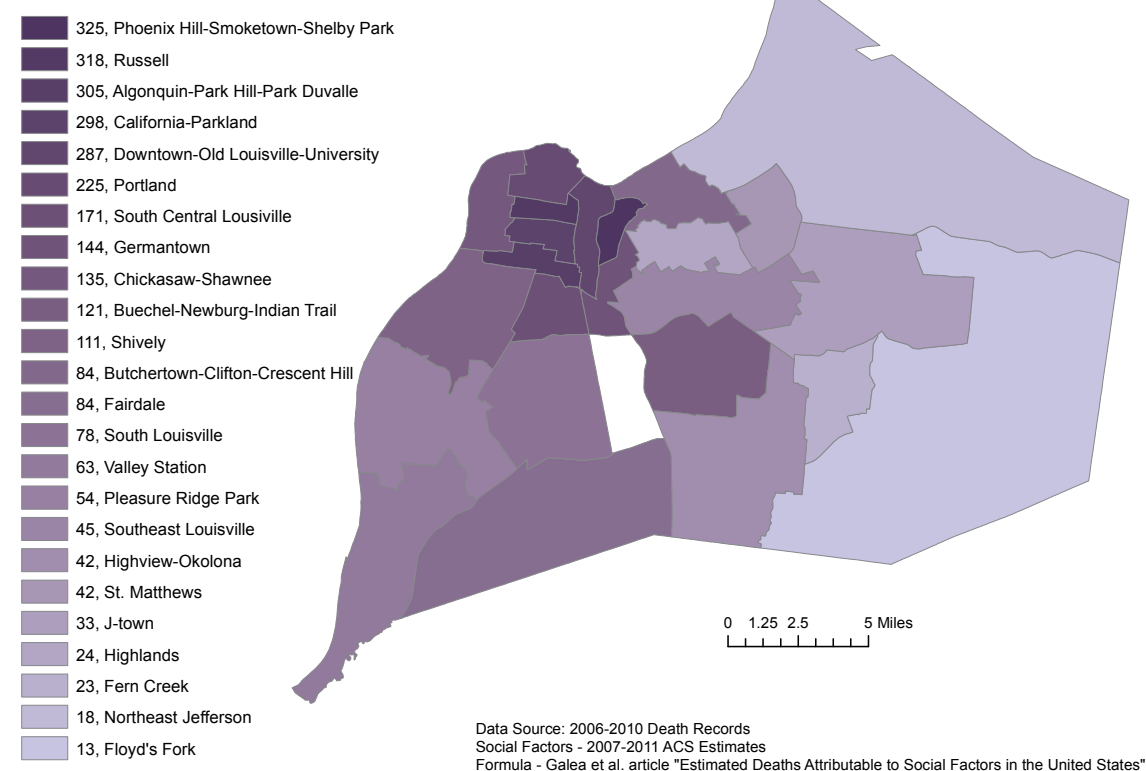 325, Phoenix Hill-Smoketown-Shelby Park
318, Russell
305, Algonquin-Park Hill-Park Duvalle
298, California-Parkland
287, Downtown-Old Louisville-University
225, Portland
171, South Central Lousiville
144, Germantown
135, Chickasaw-Shawnee
121, Buechel-Newburg-Indian Trail
111, Shively
84, Butchertown-Clifton-Crescent Hill
84, Fairdale
78, South Louisville
63, Valley Station
54, Pleasure Ridge Park
45, Southeast Louisville
42, Highview-Okolona
42, St. Matthews
33, J-town
24, Highlands
23, Fern Creek
18, Northeast Jefferson
13, Floyd's Fork
0 1.25 2.5 5 Miles
Data Source: 2006-2010 Death Records
Social Factors - 2007-2011 ACS Estimates
Formula - Galea et al. article "Estimated Deaths Attributable to Social Factors in the United States"